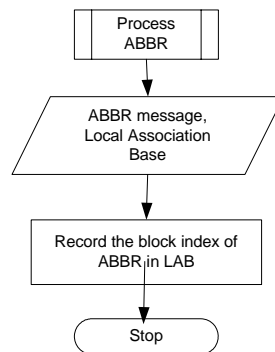 Process
ABBR
ABBR message,
Local Association
Base
Record the block index of
ABBR in LAB
Stop